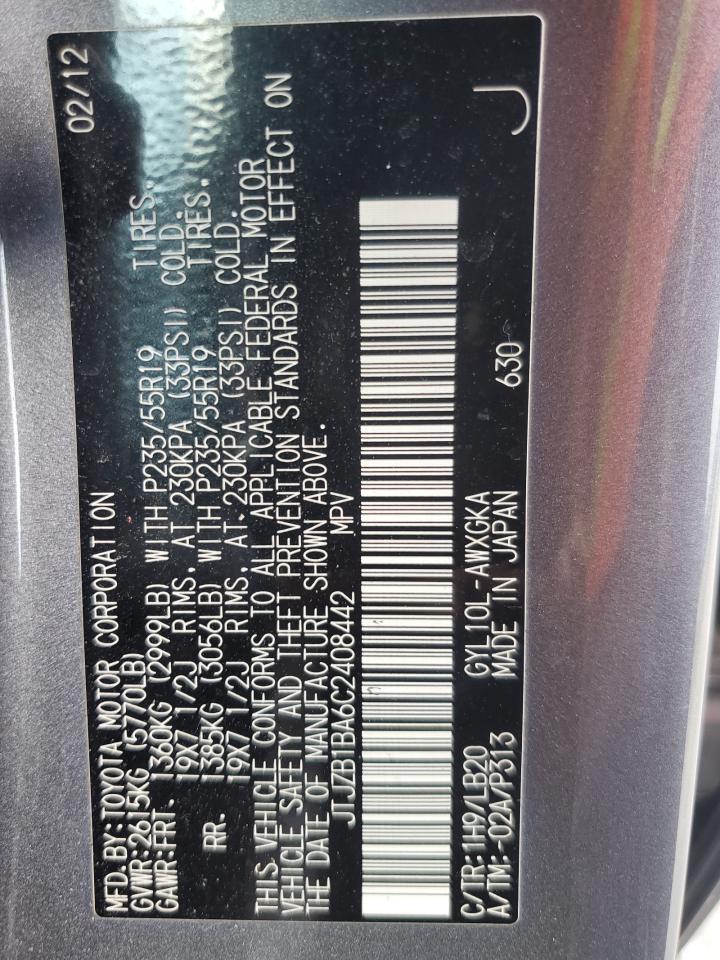 02/12
MFD.BY:TOYOTA MOTOR CORPORATION
GVWR:2615KG (5770LB)
GAWR:FRT. 1360KG (2999LB) WITH P235/55R19 TIRES.
19X7 1/2J RIMS, AT 230KPA (33PSI) COLD.
RR. 1385KG (3056LB) WITH P235/55R19 TIRES.
19X7 1/2J RIMS, AT 230KPA (33PSI) COLD.
THIS VEHICLE CONFORMS TO ALL APPLICABLE FEDERAL MOTOR
VEHICLE SAFETY AND THEFT PREVENTION STANDARDS IN EFFECT ON
THE DATE OF MANUFACTURE SHOWN ABOVE.
JTJZB1BA6C2408442 MPV
C/TR:1H9/LB20 GYL10L-AWXGKA 630
A/TM:-02A/P313 MADE IN JAPAN J